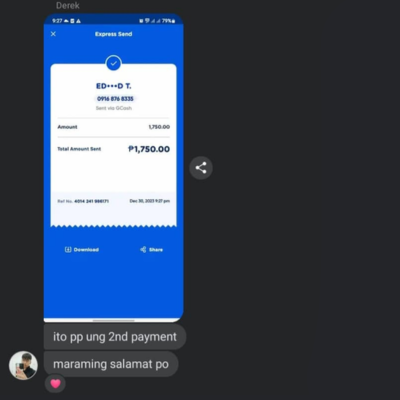 Derek
9:27
79%
Express Send
ED•••D T.
0916 876 8335
Sent via GCash
Amount 1,750.00
Total Amount Sent ₱1,750.00
Ref No. 4014 241 888171 Dec 30, 2023 9:27 pm
Download Share
ito pp ung 2nd payment
maraming salamat po